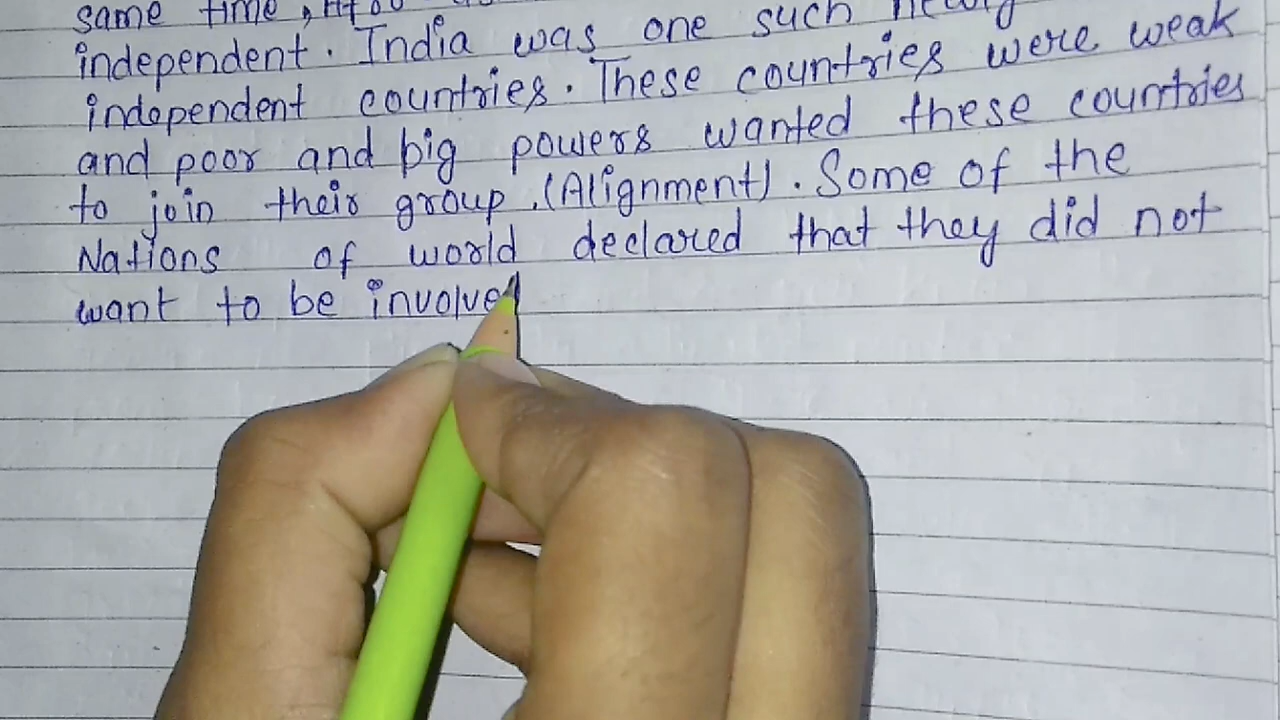 same time,
independent. India was one such
independent countries. These countries were weak
and poor and big powers wanted these countries
to join their group.(Alignment). Some of the
Nations of world declared that they did not
want to be involved